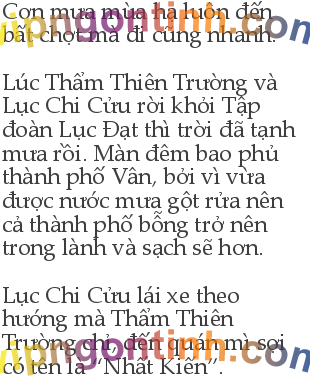 Cơn mưa mùa hạ luôn đến
bất chợt mà đi cũng nhanh.
Lúc Thẩm Thiên Trường và
Lục Chi Cửu rời khỏi Tập
đoàn Lục Đạt thì trời đã tạnh
mưa rồi. Màn đêm bao phủ
thành phố Vân, bởi vì vừa
được nước mưa gột rửa nên
cả thành phố bỗng trở nên
trong lành và sạch sẽ hơn.
Lục Chi Cửu lái xe theo
hướng mà Thẩm Thiên
Trường chỉ, đến quán mì sợi
có tên là “Nhất Kiến”.